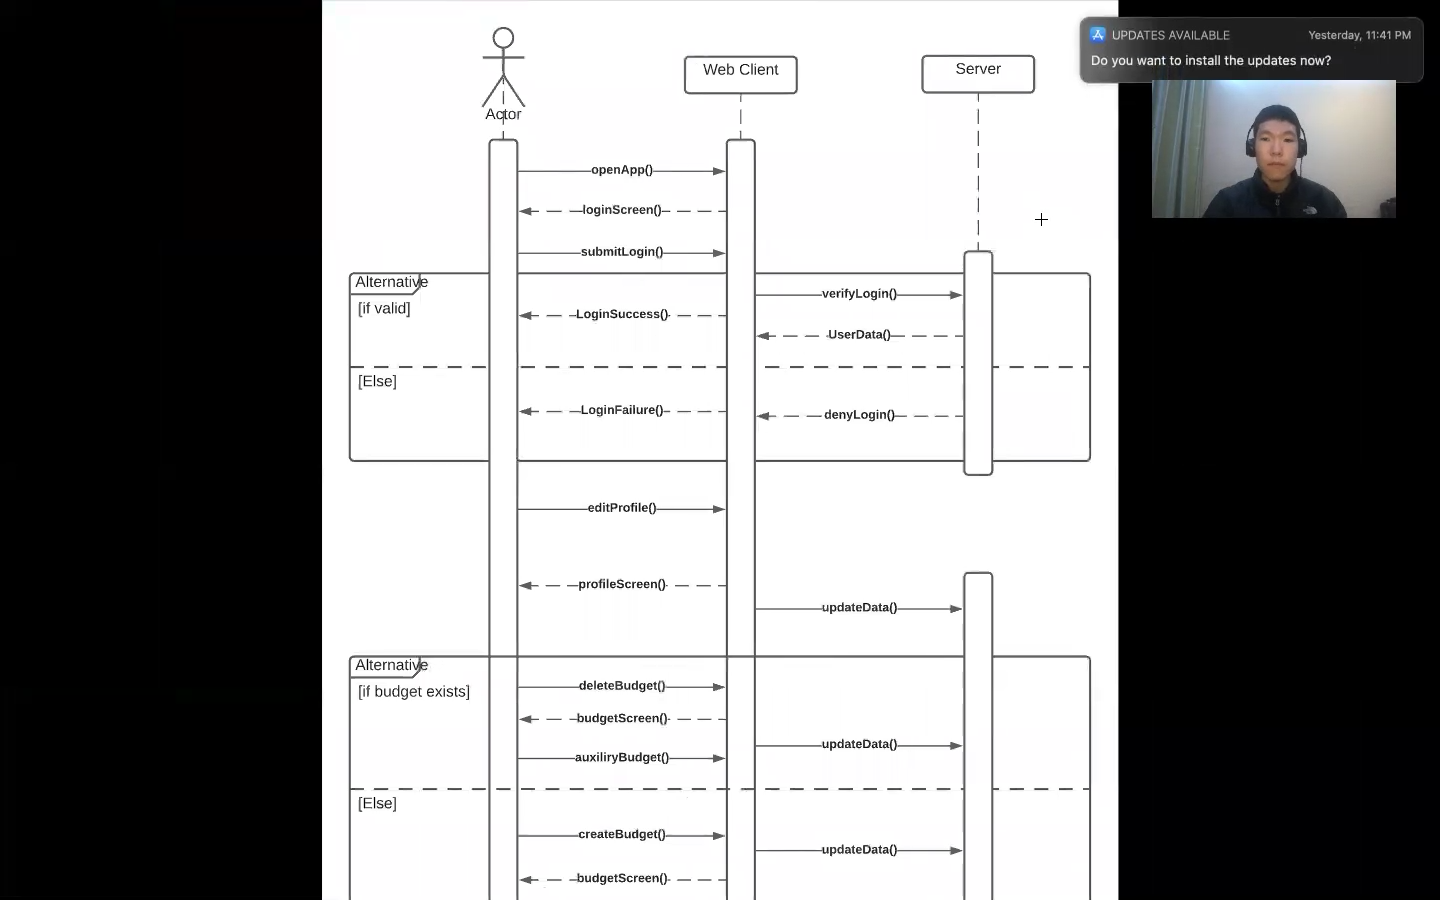 UPDATES AVAILABLE
Yesterday, 11:41 PM
Do you want to install the updates now?
Actor
Web Client
Server
openApp()
loginScreen()
submitLogin()
Alternative
[if valid]
verifyLogin()
LoginSuccess()
UserData()
[Else]
LoginFailure()
denyLogin()
editProfile()
profileScreen()
updateData()
Alternative
[if budget exists]
deleteBudget()
budgetScreen()
updateData()
auxiliryBudget()
[Else]
createBudget()
updateData()
budgetScreen()